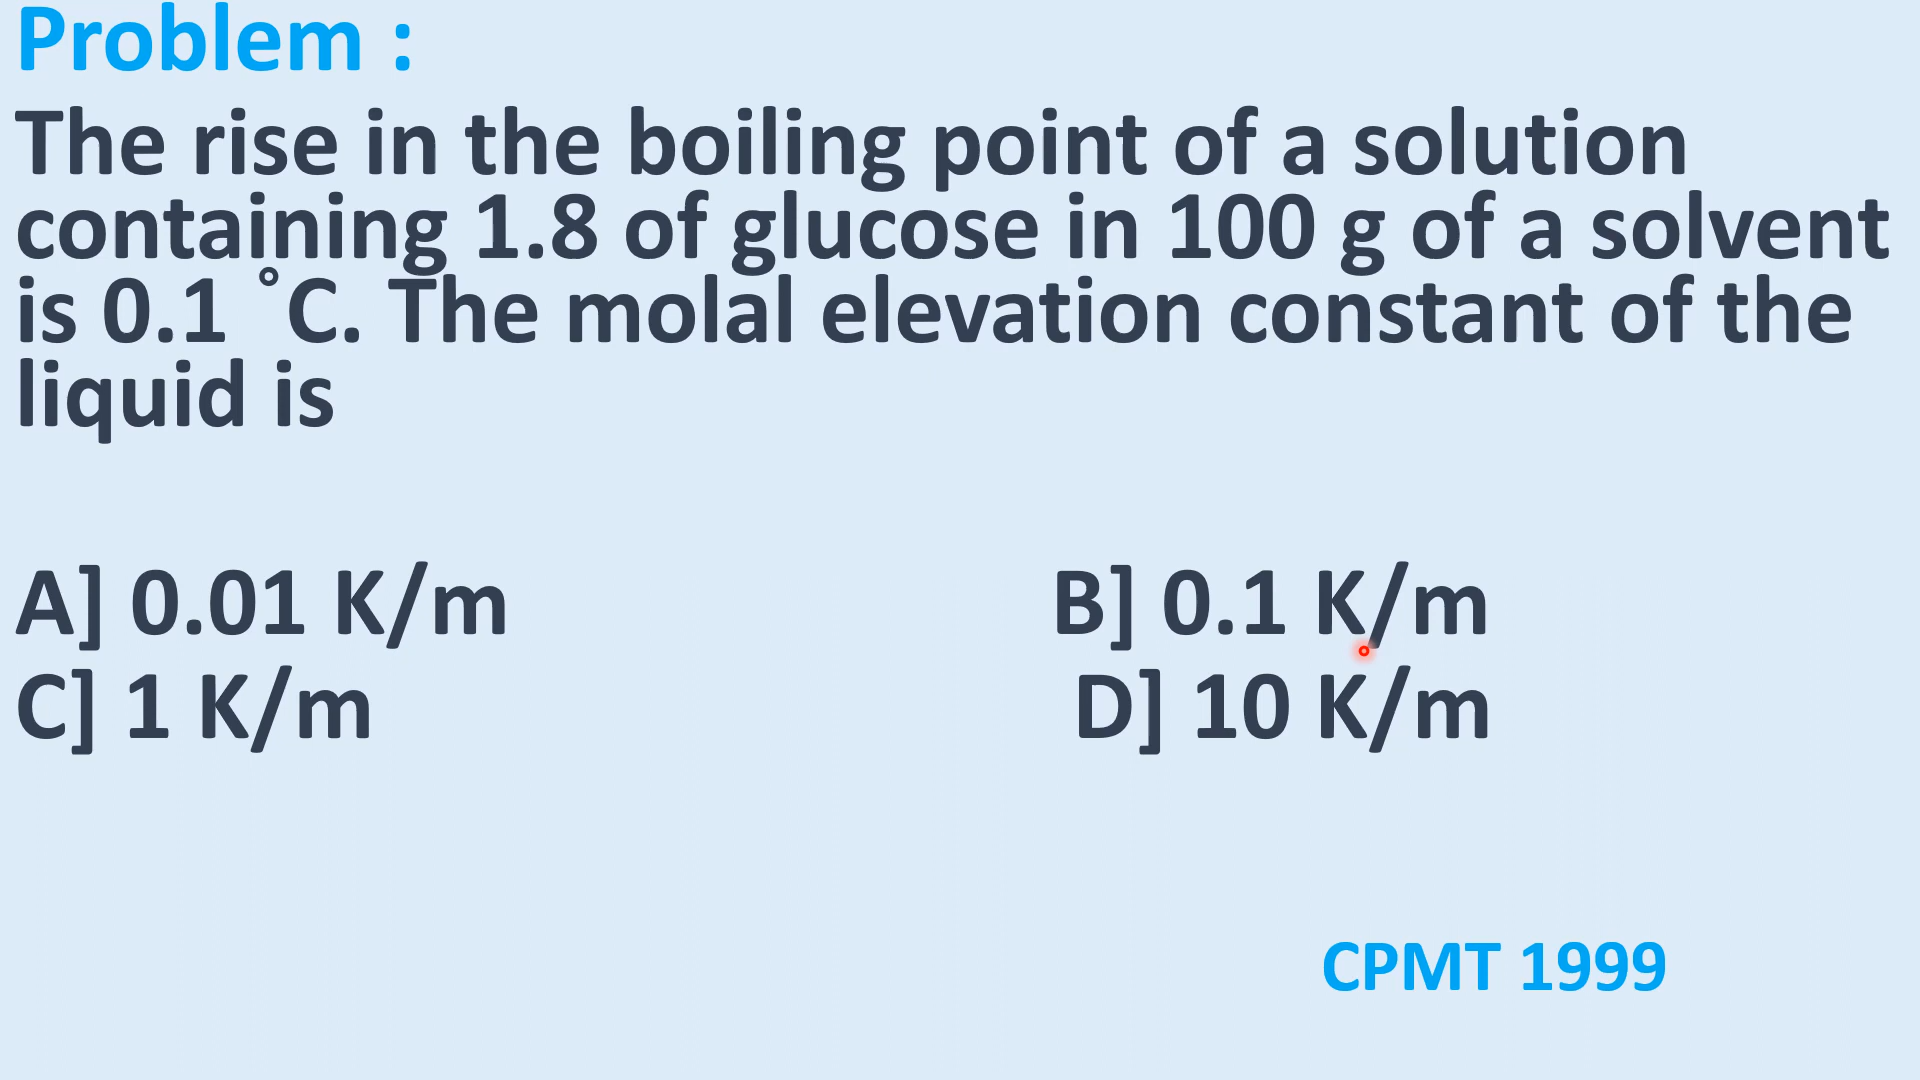 Problem :
The rise in the boiling point of a solution
containing 1.8 of glucose in 100 g of a solvent
is 0.1 °C. The molal elevation constant of the
liquid is
A] 0.01 K/m B] 0.1 K/m
C] 1 K/m D] 10 K/m
CPMT 1999